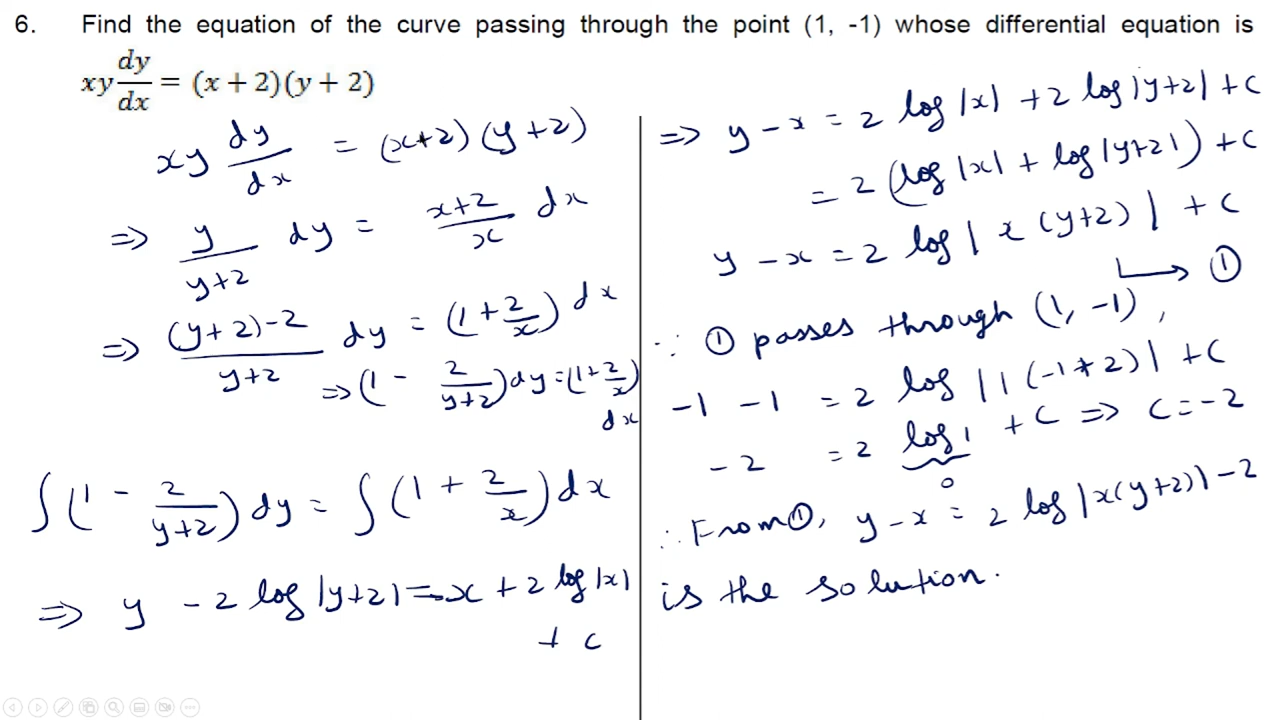 6. Find the equation of the curve passing through the point (1, -1) whose differential equation is
xy dy/dx = (x + 2)(y + 2)
xy dy/dx = (x+2) (y+2)
=> y/(y+2) dy = (x+2)/x dx
=> ((y+2)-2)/(y+2) dy = (1 + 2/x) dx
=> (1 - 2/(y+2)) dy = (1 + 2/x) dx
∫ (1 - 2/(y+2)) dy = ∫ (1 + 2/x) dx
=> y - 2 log |y+2| = x + 2 log |x| + c
=> y - x = 2 log |x| + 2 log |y+2| + c
= 2 (log |x| + log |y+2|) + c
y - x = 2 log | x (y+2) | + c
→ ①
∵ ① passes through (1, -1),
-1 -1 = 2 log |1 (-1+2)| + c
-2 = 2 log 1 + c => c = -2
0
∴ From ①, y - x = 2 log |x(y+2)| - 2
is the solution.